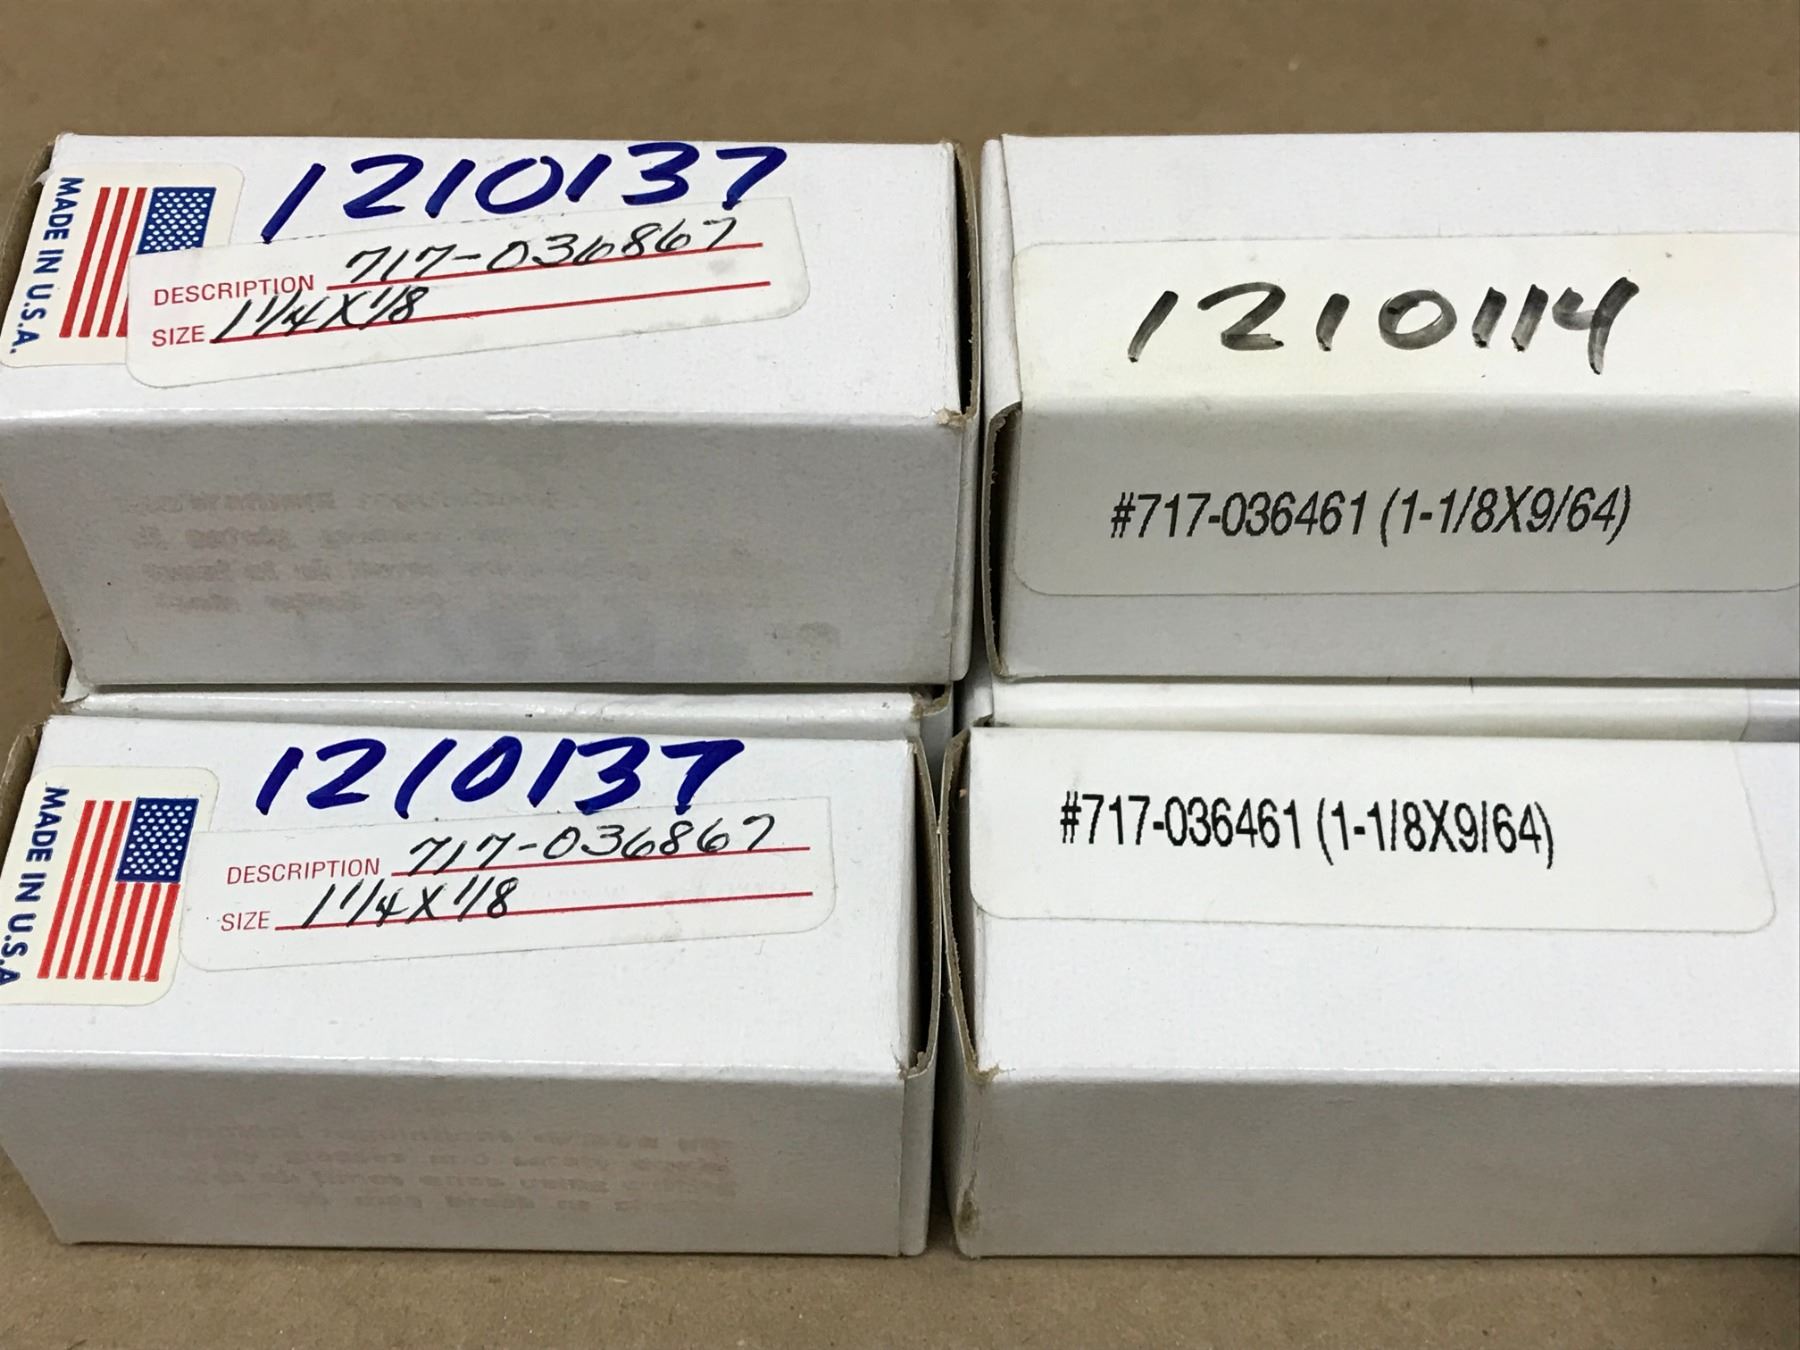 1210137
MADE IN U.S.A.
DESCRIPTION 717-036867
SIZE 1 1/4 X 1/8
1210114
#717-036461 (1-1/8X9/64)
1210137
MADE IN U.S.A
DESCRIPTION 717-036867
SIZE 1 1/4 X 1/8
#717-036461 (1-1/8X9/64)